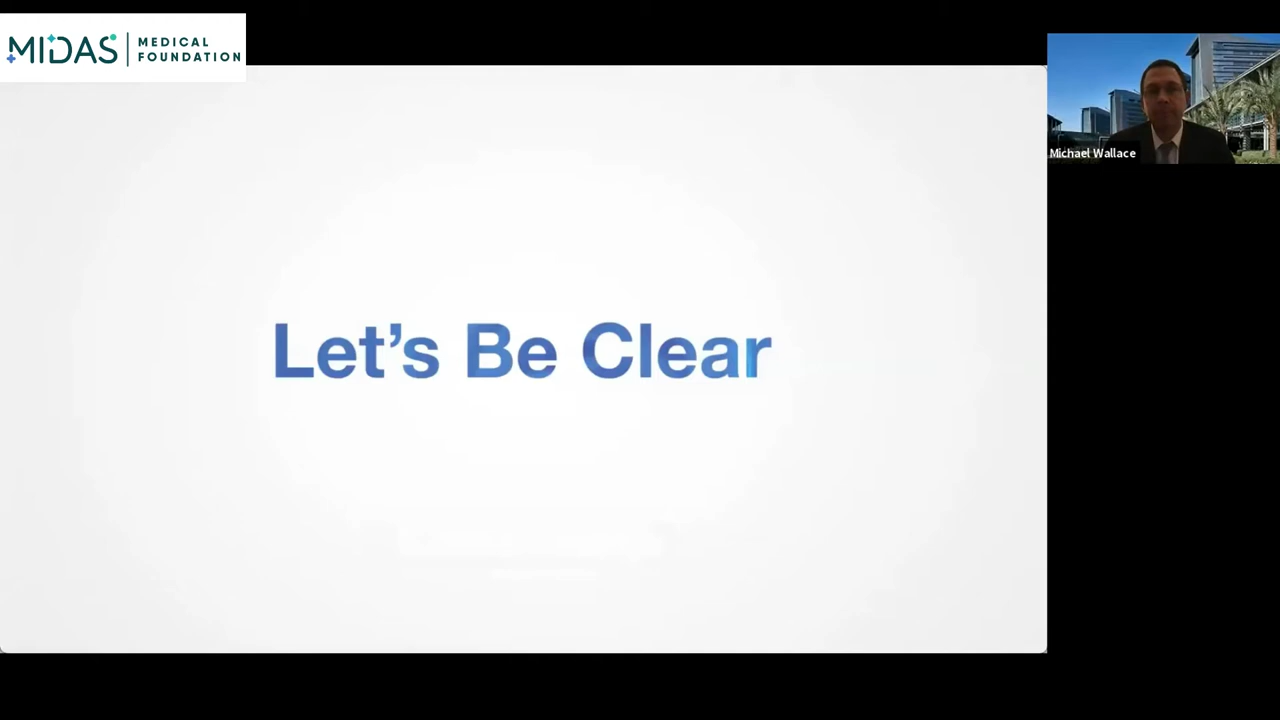 MIDAS
MEDICAL
FOUNDATION
Michael Wallace
Let's Be Clear